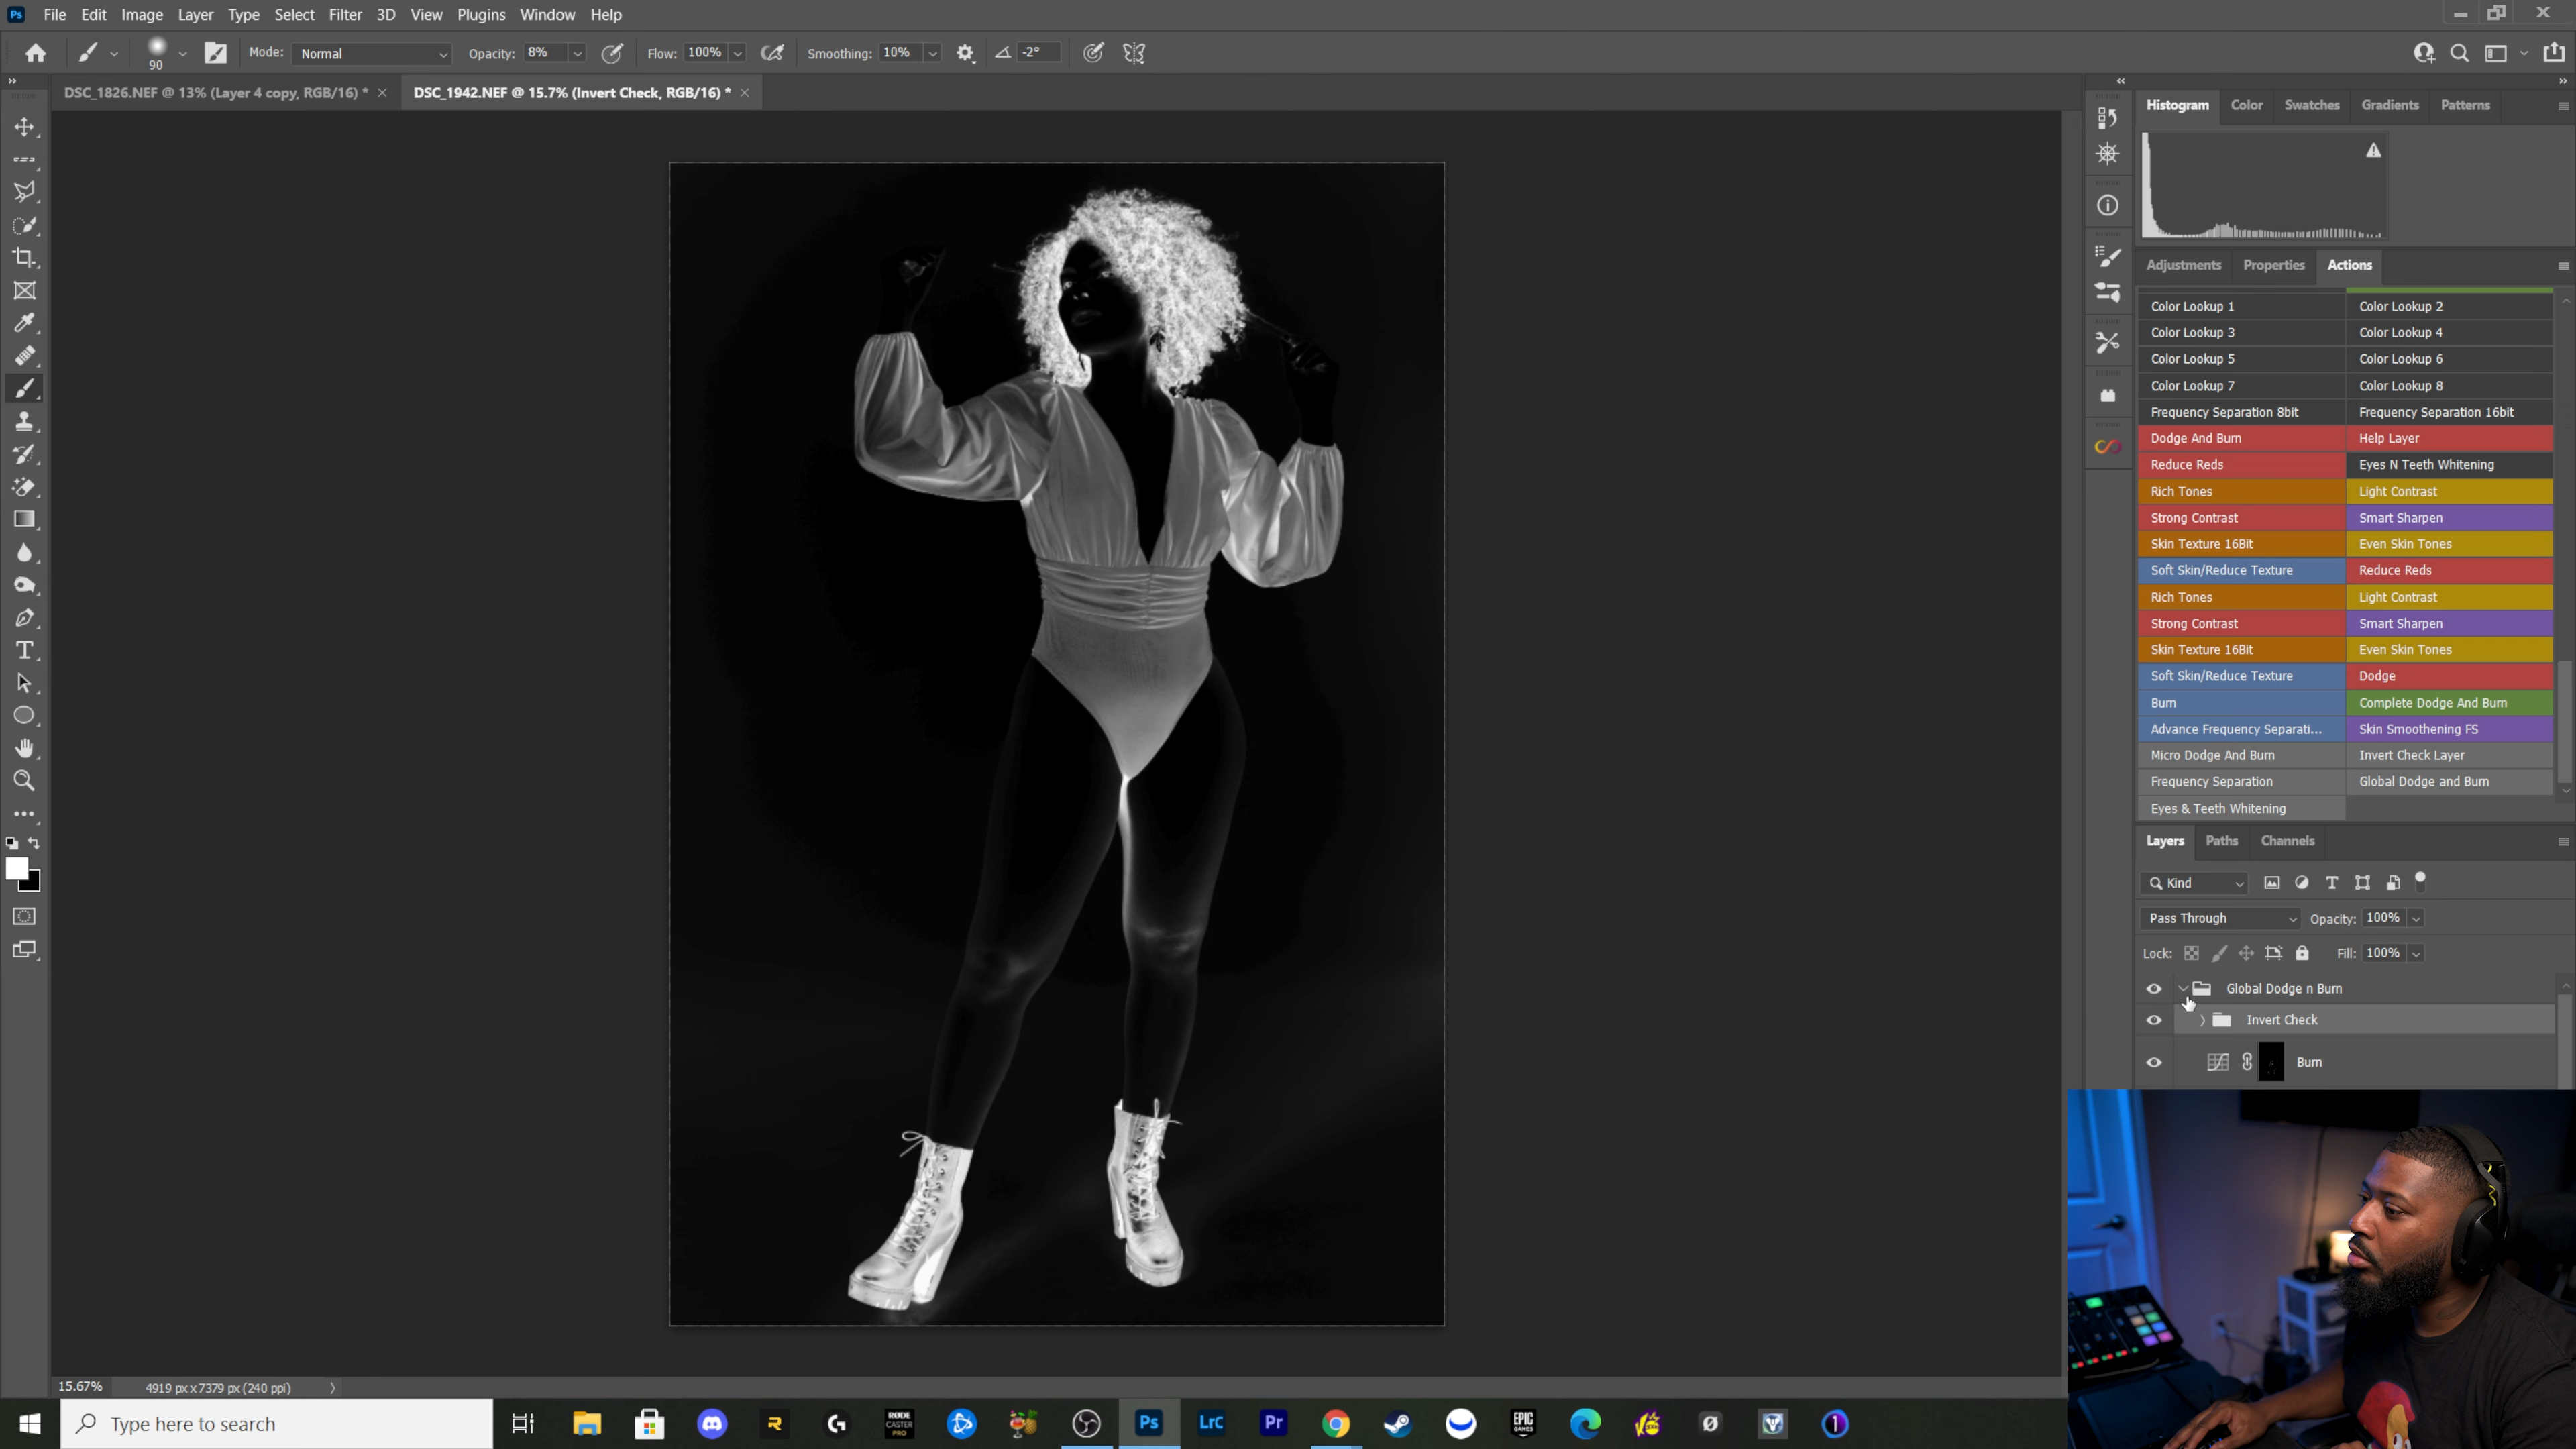 Ps File Edit Image Layer Type Select Filter 3D View Plugins Window Help
90 Mode: Normal Opacity: 8% Flow: 100% Smoothing: 10% -2°
DSC_1826.NEF @ 13% (Layer 4 copy, RGB/16) * DSC_1942.NEF @ 15.7% (Invert Check, RGB/16) *
Histogram Color Swatches Gradients Patterns
Adjustments Properties Actions
Color Lookup 1 Color Lookup 2
Color Lookup 3 Color Lookup 4
Color Lookup 5 Color Lookup 6
Color Lookup 7 Color Lookup 8
Frequency Separation 8bit Frequency Separation 16bit
Dodge And Burn Help Layer
Reduce Reds Eyes N Teeth Whitening
Rich Tones Light Contrast
Strong Contrast Smart Sharpen
Skin Texture 16Bit Even Skin Tones
Soft Skin/Reduce Texture Reduce Reds
Rich Tones Light Contrast
Strong Contrast Smart Sharpen
Skin Texture 16Bit Even Skin Tones
Soft Skin/Reduce Texture Dodge
Burn Complete Dodge And Burn
Advance Frequency Separati... Skin Smoothening FS
Micro Dodge And Burn Invert Check Layer
Frequency Separation Global Dodge and Burn
Eyes & Teeth Whitening
Layers Paths Channels
Kind
Pass Through Opacity: 100%
Lock: Fill: 100%
Global Dodge n Burn
Invert Check
Burn
15.67% 4919 px x 7379 px (240 ppi)
Type here to search
RØDE CASTER PRO Ps LrC Pr EPIC GAMES